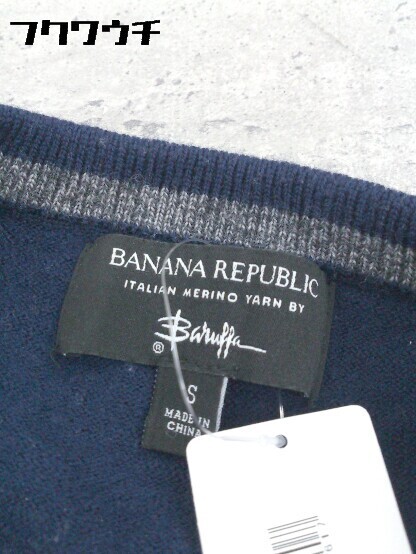 フクワウチ
BANANA REPUBLIC
ITALIAN MERINO YARN BY
Baruffa
®
S
MADE IN
CHINA